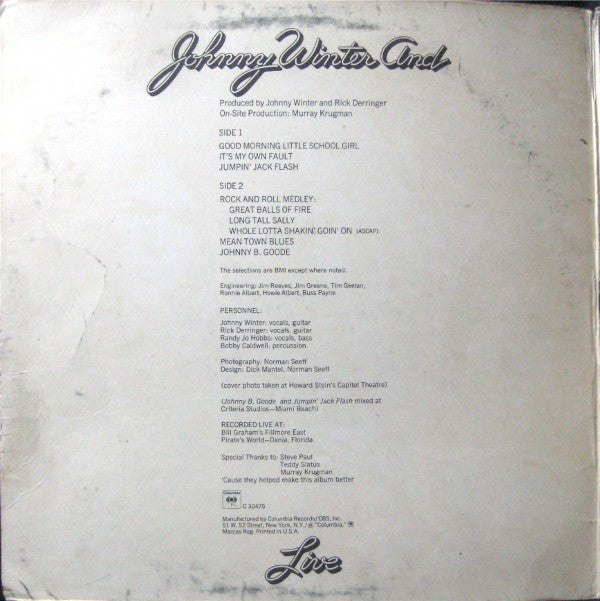 Johnny Winter And
Produced by Johnny Winter and Rick Derringer
On-Site Production: Murray Krugman
SIDE 1
GOOD MORNING LITTLE SCHOOL GIRL
IT'S MY OWN FAULT
JUMPIN' JACK FLASH
SIDE 2
ROCK AND ROLL MEDLEY:
GREAT BALLS OF FIRE
LONG TALL SALLY
WHOLE LOTTA SHAKIN' GOIN' ON (ASCAP)
MEAN TOWN BLUES
JOHNNY B. GOODE
The selections are BMI except where noted.
Engineering: Jim Reeves, Jim Greene, Tim Geelan,
Ronnie Albert, Howie Albert, Russ Payne
PERSONNEL:
Johnny Winter: vocals, guitar
Rick Derringer: vocals, guitar
Randy Jo Hobbs: vocals, bass
Bobby Caldwell: percussion
Photography: Norman Seeff
Design: Dick Mantel, Norman Seeff
(cover photo taken at Howard Stein's Capitol Theatre)
(Johnny B. Goode and Jumpin' Jack Flash mixed at
Criteria Studios—Miami Beach)
RECORDED LIVE AT:
Bill Graham's Fillmore East
Pirate's World—Dania, Florida
Special Thanks to: Steve Paul
Teddy Slatus
Murray Krugman
'Cause they helped make this album better
Columbia
C 30475
Manufactured by Columbia Records/CBS, Inc.
51 W. 52 Street, New York, N.Y./® "Columbia,"
Marcas Reg. Printed in U.S.A.
Live